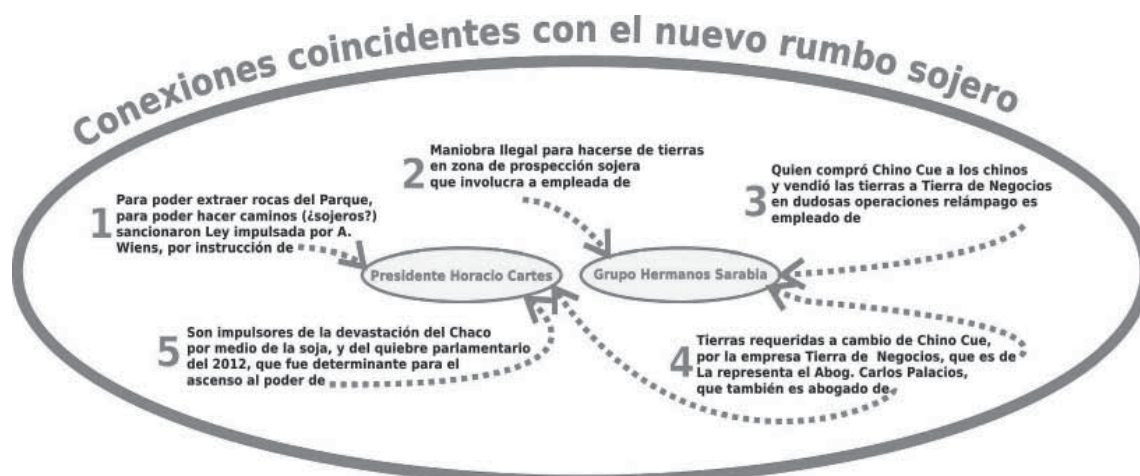 Conexiones coincidentes con el nuevo rumbo sojero
1
Para poder extraer rocas del Parque,
para poder hacer caminos (¿sojeros?)
sancionaron Ley impulsada por A.
Wiens, por instrucción de
2
Maniobra Ilegal para hacerse de tierras
en zona de prospección sojera
que involucra a empleada de
3
Quien compró Chino Cue a los chinos
y vendió las tierras a Tierra de Negocios
en dudosas operaciones relámpago es
empleado de
Presidente Horacio Cartes
Grupo Hermanos Sarabia
4
Tierras requeridas a cambio de Chino Cue,
por la empresa Tierra de Negocios, que es de
La representa el Abog. Carlos Palacios,
que también es abogado de
5
Son impulsores de la devastación del Chaco
por medio de la soja, y del quiebre parlamentario
del 2012, que fue determinante para el
ascenso al poder de